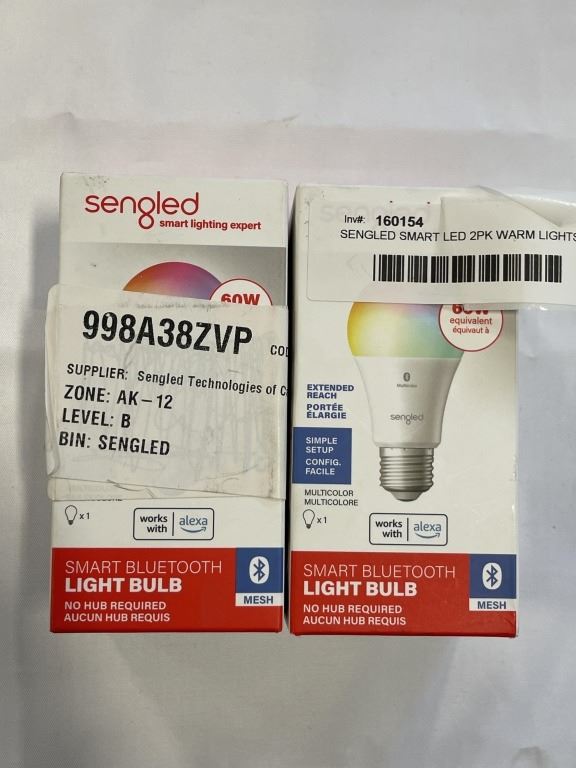 sengled
smart lighting expert
60W
998A38ZVP
SUPPLIER: Sengled Technologies of
ZONE: AK-12
LEVEL: B
BIN: SENGLED
x 1
works with alexa
SMART BLUETOOTH
LIGHT BULB
NO HUB REQUIRED
AUCUN HUB REQUIS
MESH
Inv#: 160154
SENGLED SMART LED 2PK WARM LIGHTS
60W
equivalent
équivaut à
Multicolor
sengled
EXTENDED
REACH
PORTÉE
ÉLARGIE
SIMPLE
SETUP
CONFIG.
FACILE
MULTICOLOR
MULTICOLORE
x 1
works with alexa
SMART BLUETOOTH
LIGHT BULB
NO HUB REQUIRED
AUCUN HUB REQUIS
MESH